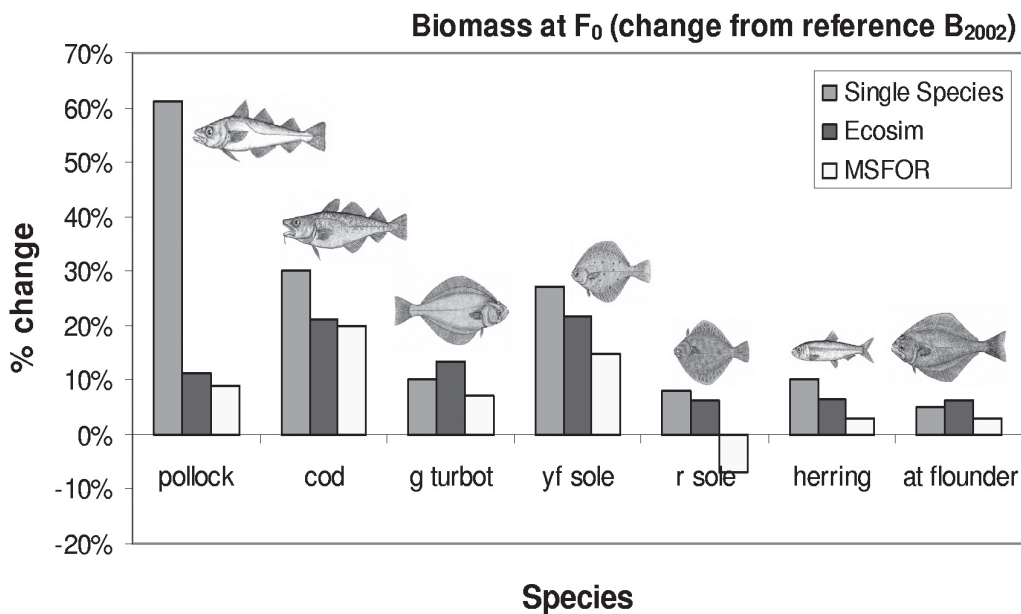 Biomass at F0 (change from reference B2002)
70%
60%
50%
40%
30%
20%
10%
0%
-10%
-20%
% change
Single Species
Ecosim
MSFOR
pollock cod g turbot yf sole r sole herring at flounder
Species